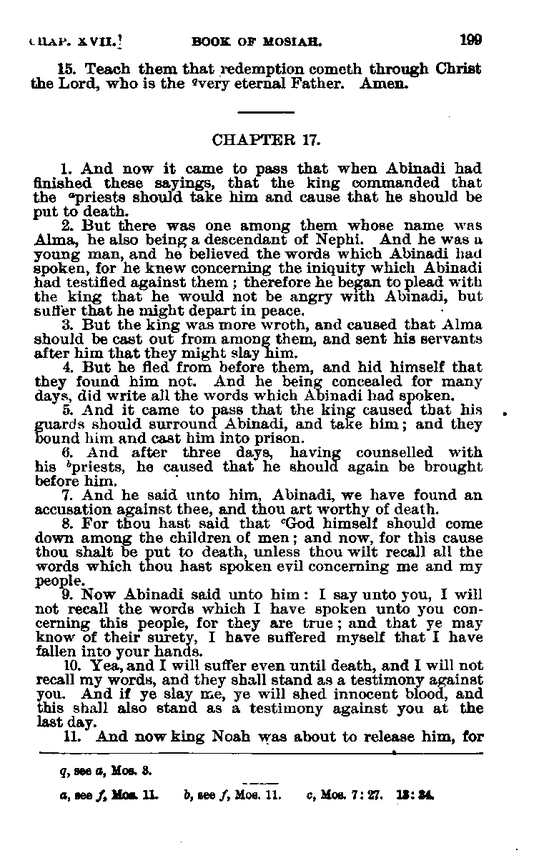 CHAP. XVII.] BOOK OF MOSIAH. 199
15. Teach them that redemption cometh through Christ
the Lord, who is the qvery eternal Father. Amen.
CHAPTER 17.
1. And now it came to pass that when Abinadi had
finished these sayings, that the king commanded that
the apriests should take him and cause that he should be
put to death.
2. But there was one among them whose name was
Alma, he also being a descendant of Nephi. And he was a
young man, and he believed the words which Abinadi had
spoken, for he knew concerning the iniquity which Abinadi
had testified against them; therefore he began to plead with
the king that he would not be angry with Abinadi, but
suffer that he might depart in peace.
3. But the king was more wroth, and caused that Alma
should be cast out from among them, and sent his servants
after him that they might slay him.
4. But he fled from before them, and hid himself that
they found him not. And he being concealed for many
days, did write all the words which Abinadi had spoken.
5. And it came to pass that the king caused that his
guards should surround Abinadi, and take him; and they
bound him and cast him into prison.
6. And after three days, having counselled with
his bpriests, he caused that he should again be brought
before him.
7. And he said unto him, Abinadi, we have found an
accusation against thee, and thou art worthy of death.
8. For thou hast said that cGod himself should come
down among the children of men; and now, for this cause
thou shalt be put to death, unless thou wilt recall all the
words which thou hast spoken evil concerning me and my
people.
9. Now Abinadi said unto him: I say unto you, I will
not recall the words which I have spoken unto you con-
cerning this people, for they are true; and that ye may
know of their surety, I have suffered myself that I have
fallen into your hands.
10. Yea, and I will suffer even until death, and I will not
recall my words, and they shall stand as a testimony against
you. And if ye slay me, ye will shed innocent blood, and
this shall also stand as a testimony against you at the
last day.
11. And now king Noah was about to release him, for
q, see a, Mos. 3.
a, see f, Mos. 11. b, see f, Mos. 11. c, Mos. 7: 27. 13: 34.